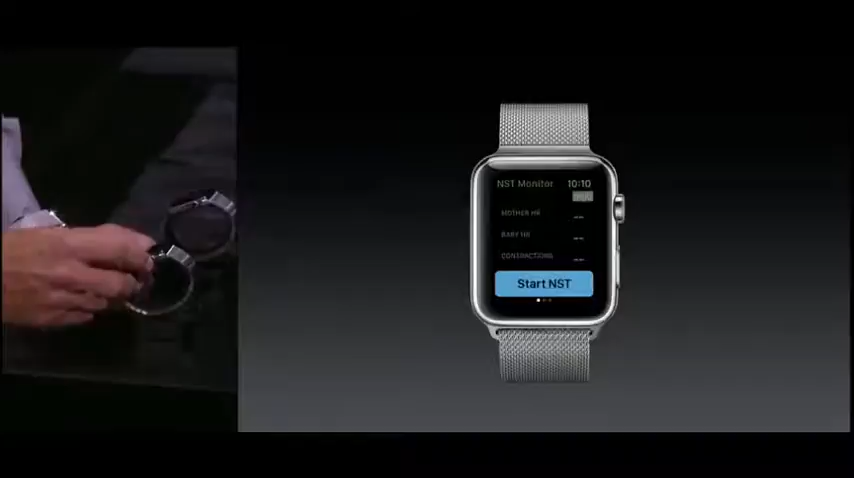 NST Monitor 10:10
MOTHER HR --
BABY HR --
CONTRACTIONS --
Start NST